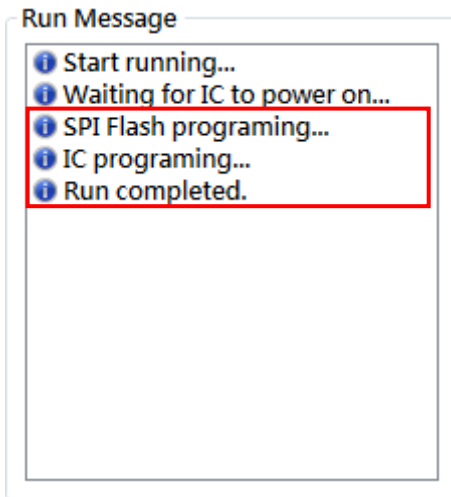 Run Message
Start running...
Waiting for IC to power on...
SPI Flash programing...
IC programing...
Run completed.